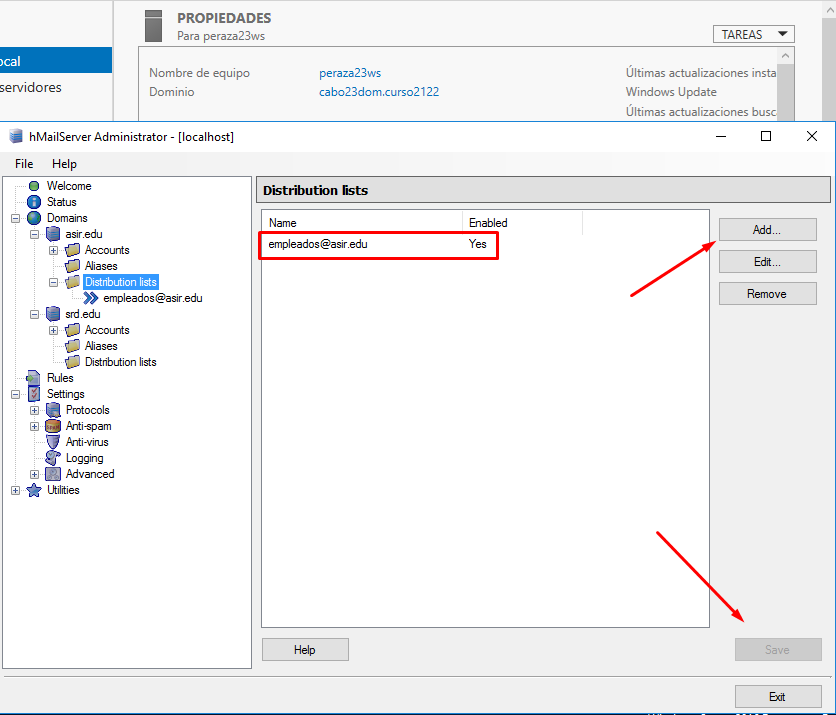 PROPIEDADES
Para peraza23ws
TAREAS
ocal
servidores
Nombre de equipo
peraza23ws
Últimas actualizaciones insta
Dominio
cabo23dom.curso2122
Windows Update
Últimas actualizaciones busc
hMailServer Administrator - [localhost]
File Help
Welcome
Status
Domains
asir.edu
Accounts
Aliases
Distribution lists
empleados@asir.edu
srd.edu
Accounts
Aliases
Distribution lists
Rules
Settings
Protocols
Anti-spam
Anti-virus
Logging
Advanced
Utilities
Distribution lists
Name Enabled
empleados@asir.edu Yes
Add...
Edit...
Remove
Help
Save
Exit